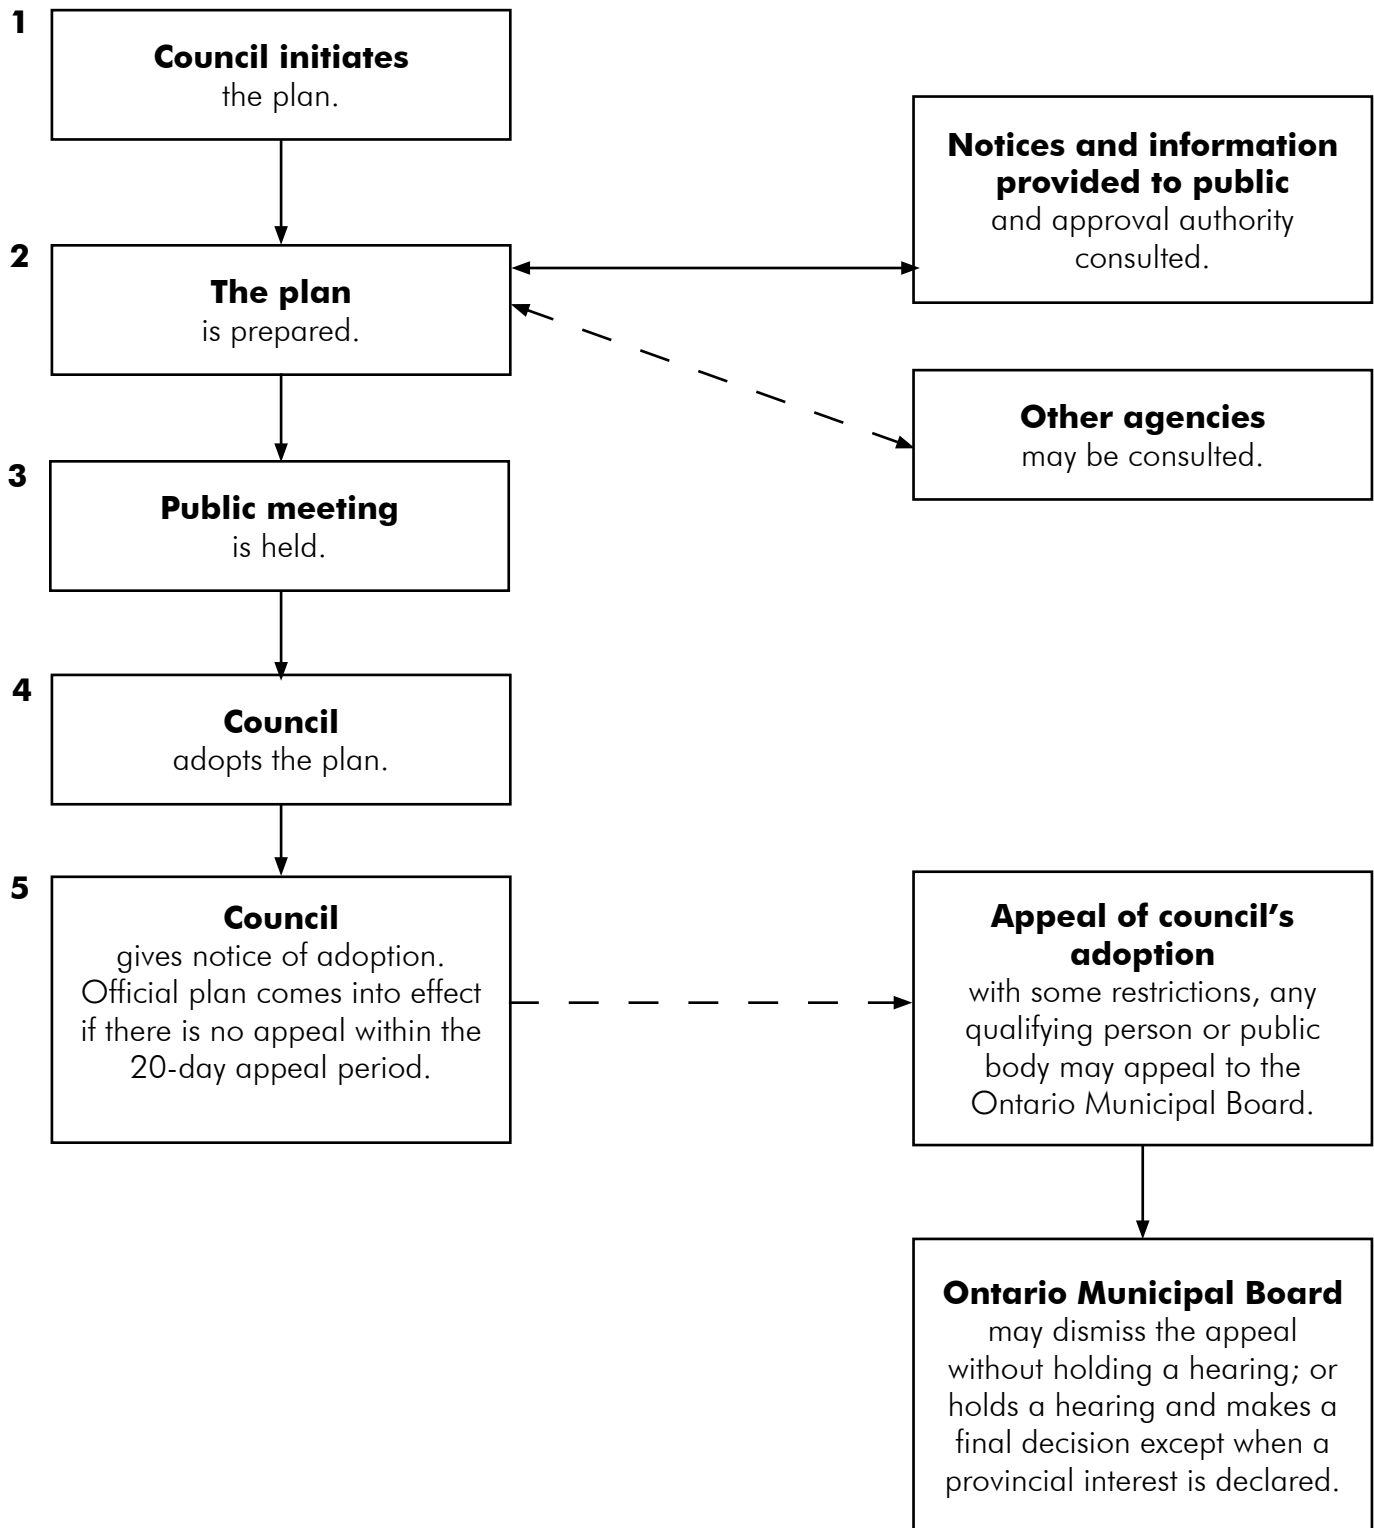 1
Council initiates
the plan.
Notices and information
provided to public
and approval authority
consulted.
2
The plan
is prepared.
Other agencies
may be consulted.
3
Public meeting
is held.
4
Council
adopts the plan.
5
Council
gives notice of adoption.
Official plan comes into effect
if there is no appeal within the
20-day appeal period.
Appeal of council’s
adoption
with some restrictions, any
qualifying person or public
body may appeal to the
Ontario Municipal Board.
Ontario Municipal Board
may dismiss the appeal
without holding a hearing; or
holds a hearing and makes a
final decision except when a
provincial interest is declared.